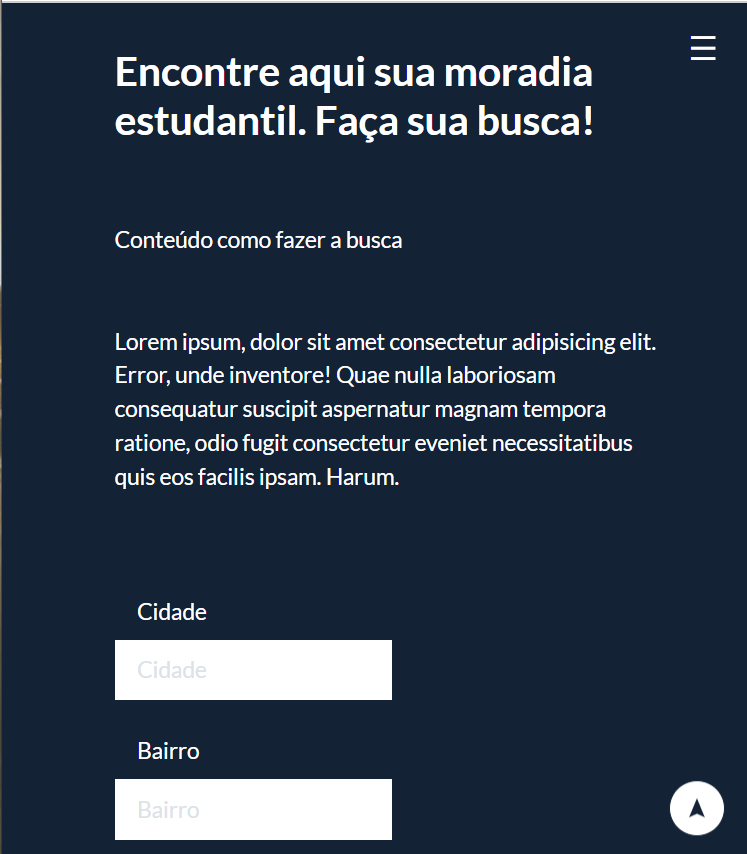 Encontre aqui sua moradia
estudantil. Faça sua busca!
Conteúdo como fazer a busca
Lorem ipsum, dolor sit amet consectetur adipisicing elit.
Error, unde inventore! Quae nulla laboriosam
consequatur suscipit aspernatur magnam tempora
ratione, odio fugit consectetur eveniet necessitatibus
quis eos facilis ipsam. Harum.
Cidade
Cidade
Bairro
Bairro